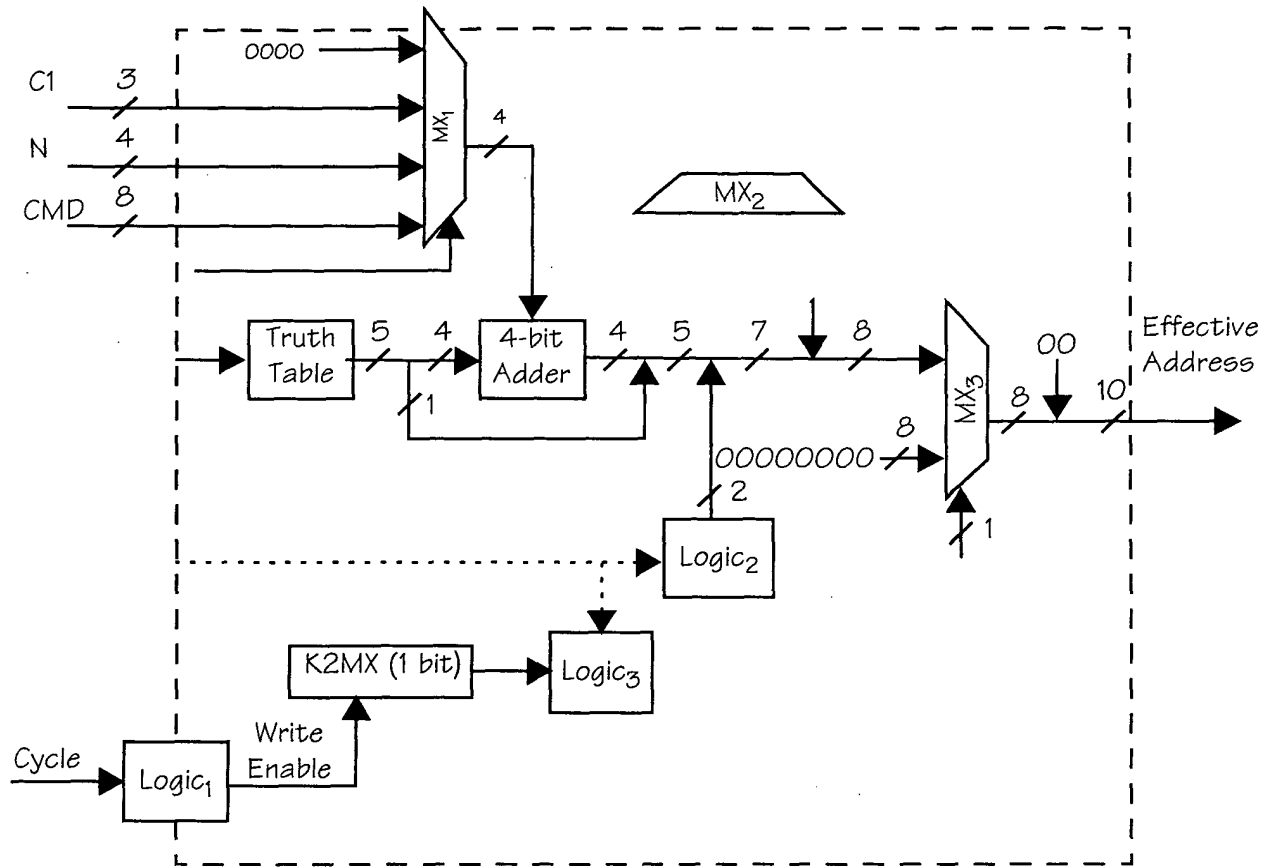 0000
C1
3
N
4
CMD
8
MX1
4
MX2
Truth
Table
5
4
1
4-bit
Adder
4
5
7
1
8
MX3
00
8
10
Effective
Address
00000000
8
2
1
Logic2
K2MX (1 bit)
Logic3
Cycle
Logic1
Write
Enable